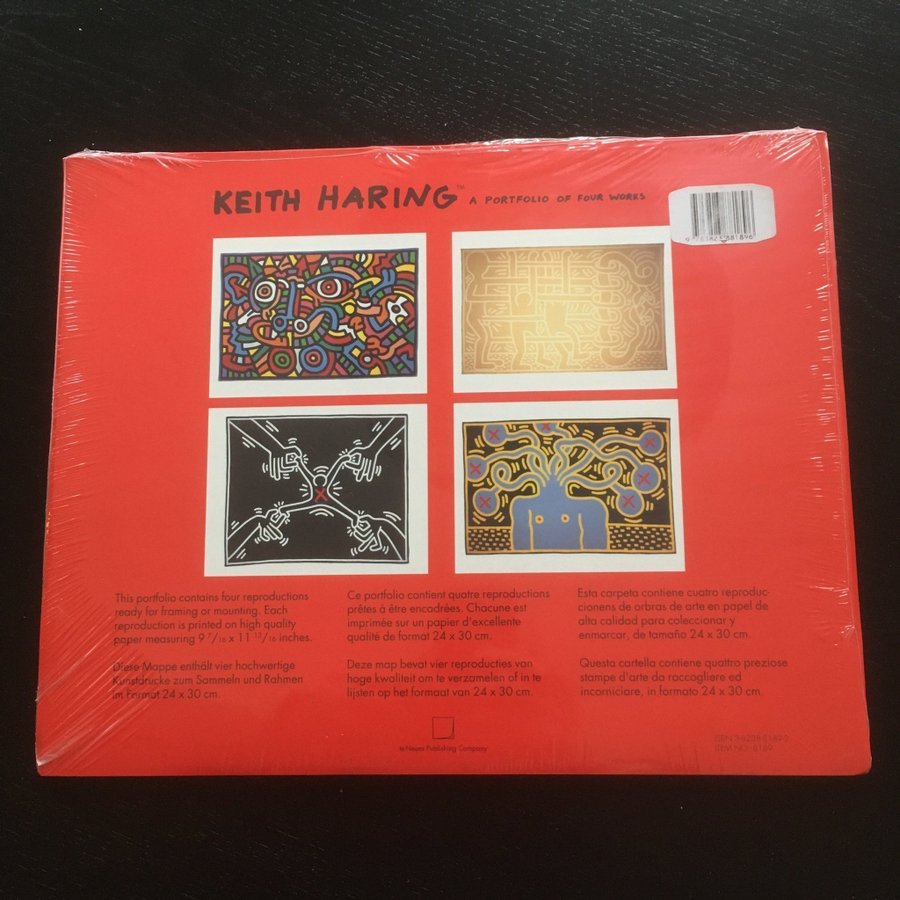 KEITH HARING™ A PORTFOLIO OF FOUR WORKS
This portfolio contains four reproductions
ready for framing or mounting. Each
reproduction is printed on high quality
paper measuring 9 7/16 x 11 13/16 inches.
Ce portfolio contient quatre reproductions
prêtes à être encadrées. Chacune est
imprimée sur un papier d'excellente
qualité de format 24 x 30 cm.
Esta carpeta contiene cuatro reproduc-
cionens de orbras de arte en papel de
alta calidad para coleccionar y
enmarcar, de tamaño 24 x 30 cm.
Diese Mappe enthält vier hochwertige
Kunstdrucke zum Sammeln und Rahmen
im Format 24 x 30 cm.
Deze map bevat vier reproducties van
hoge kwaliteit om te verzamelen of in te
lijsten op het formaat van 24 x 30 cm.
Questa cartella contiene quattro preziose
stampe d'arte da raccogliere ed
incorniciare, in formato 24 x 30 cm.
te Neues Publishing Company
ISBN
ITEM NO.